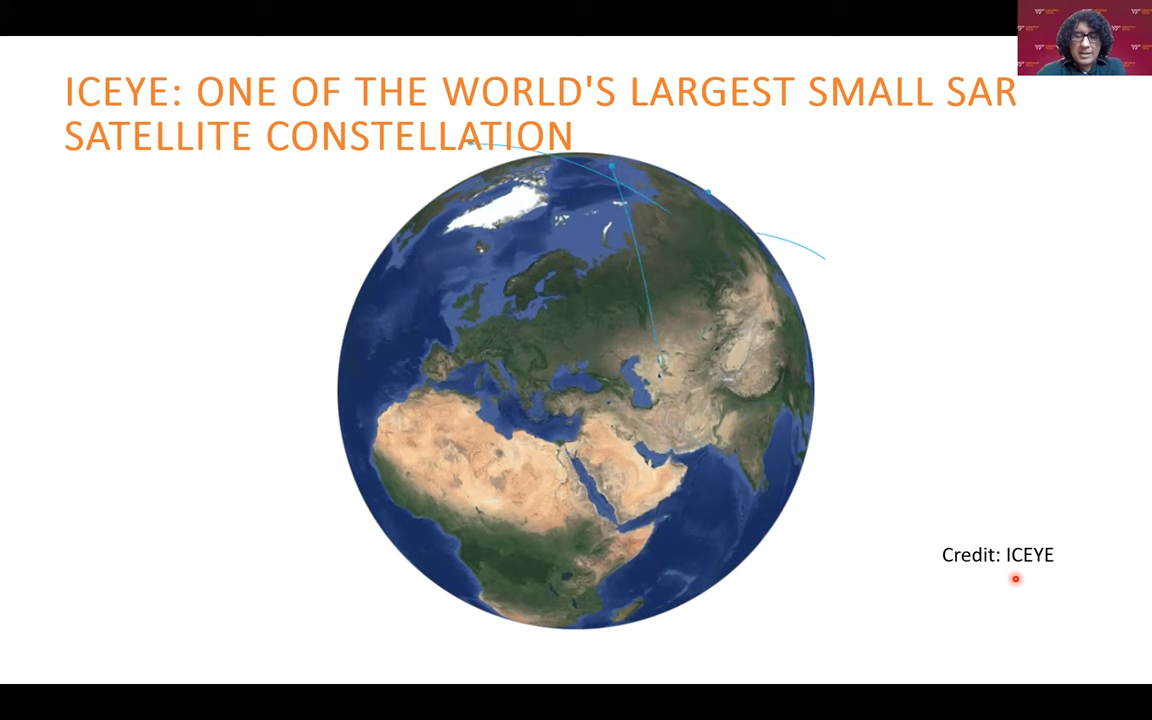 ICEYE: ONE OF THE WORLD'S LARGEST SMALL SAR
SATELLITE CONSTELLATION
Credit: ICEYE